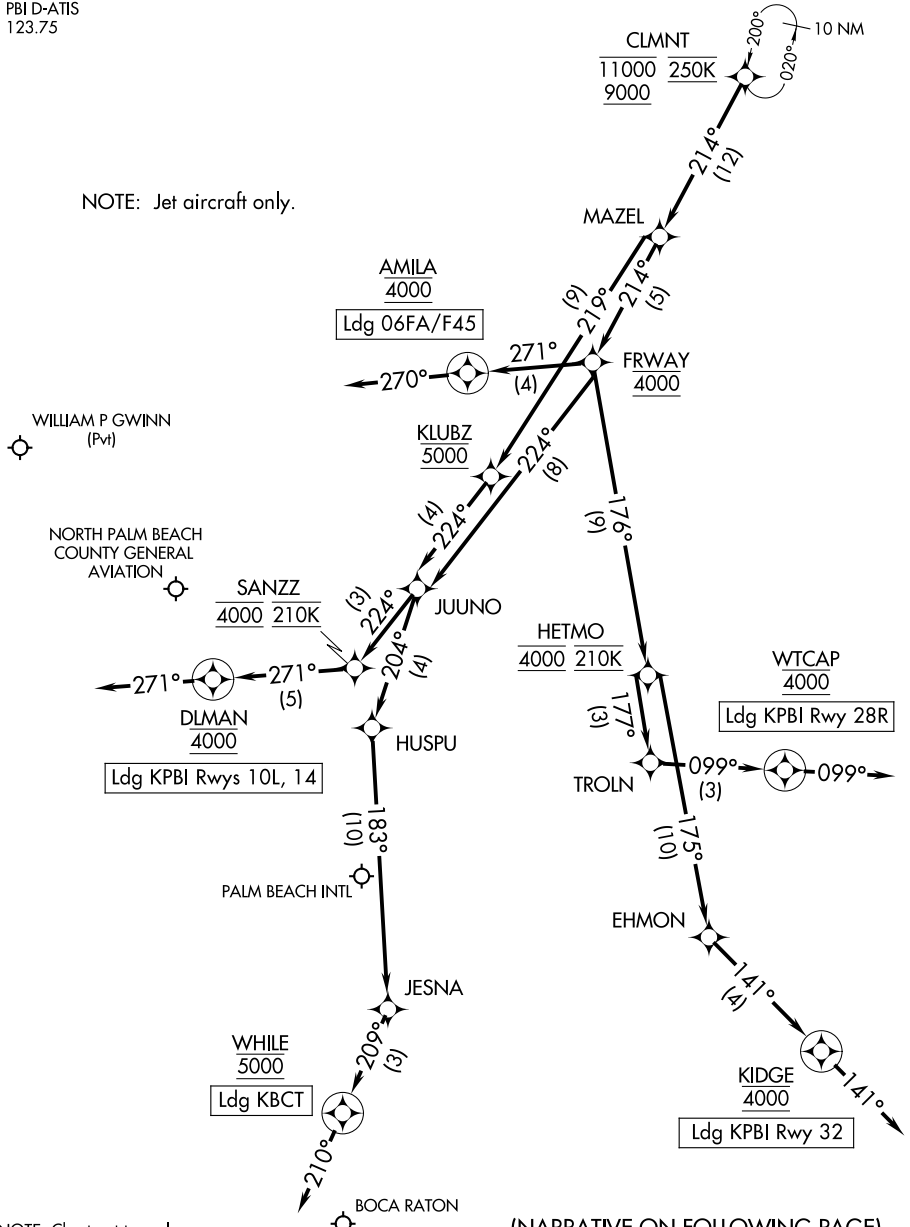 PBI D-ATIS
123.75
200°
10 NM
020°
CLMNT
11000 250K
9000
214°
(12)
NOTE: Jet aircraft only.
MAZEL
AMILA
4000
Ldg 06FA/F45
(9)
219°
214°
(5)
271°
(4)
270°
FRWAY
4000
WILLIAM P GWINN
(Pvt)
KLUBZ
5000
224°
(8)
(4)
224°
176°
(9)
NORTH PALM BEACH
COUNTY GENERAL
AVIATION
SANZZ
4000 210K
(3)
224°
JUUNO
204°
(4)
HETMO
4000 210K
WTCAP
4000
Ldg KPBI Rwy 28R
271°
271°
(5)
DLMAN
4000
Ldg KPBI Rwys 10L, 14
HUSPU
177°
(3)
TROLN
099°
(3)
099°
183°
(10)
175°
(10)
PALM BEACH INTL
EHMON
141°
(4)
JESNA
WHILE
5000
Ldg KBCT
209°
(3)
KIDGE
4000
Ldg KPBI Rwy 32
141°
210°
BOCA RATON